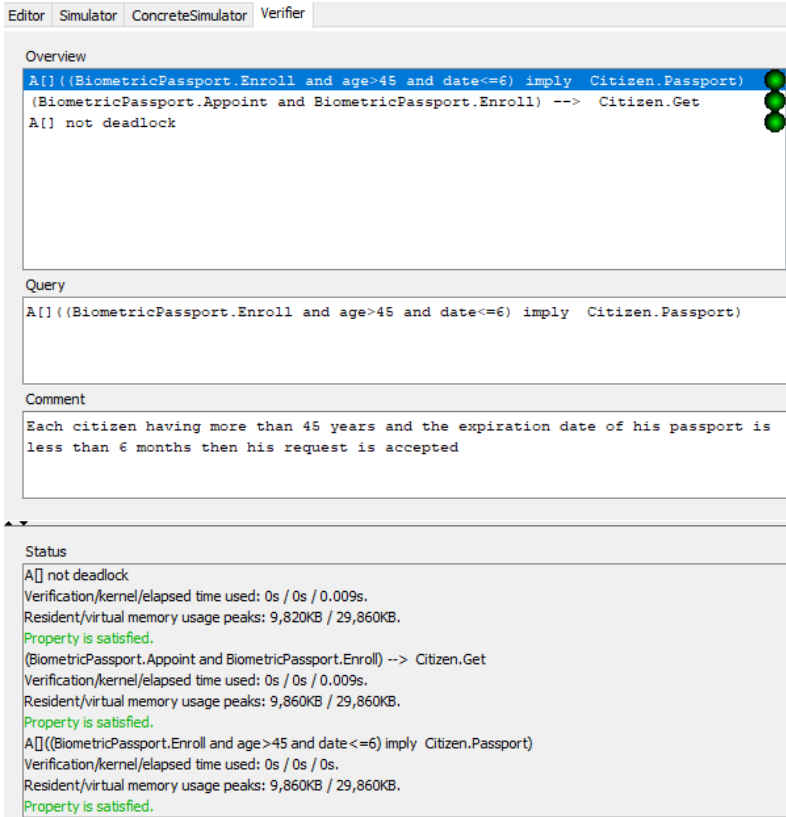 Editor Simulator ConcreteSimulator Verifier
Overview
A[]((BiometricPassport.Enroll and age>45 and date<=6) imply  Citizen.Passport)
(BiometricPassport.Appoint and BiometricPassport.Enroll) -->  Citizen.Get
A[] not deadlock
Query
A[]((BiometricPassport.Enroll and age>45 and date<=6) imply  Citizen.Passport)
Comment
Each citizen having more than 45 years and the expiration date of his passport is
less than 6 months then his request is accepted
Status
A[] not deadlock
Verification/kernel/elapsed time used: 0s / 0s / 0.009s.
Resident/virtual memory usage peaks: 9,820KB / 29,860KB.
Property is satisfied.
(BiometricPassport.Appoint and BiometricPassport.Enroll) -->  Citizen.Get
Verification/kernel/elapsed time used: 0s / 0s / 0.009s.
Resident/virtual memory usage peaks: 9,860KB / 29,860KB.
Property is satisfied.
A[]((BiometricPassport.Enroll and age>45 and date<=6) imply  Citizen.Passport)
Verification/kernel/elapsed time used: 0s / 0s / 0s.
Resident/virtual memory usage peaks: 9,860KB / 29,860KB.
Property is satisfied.